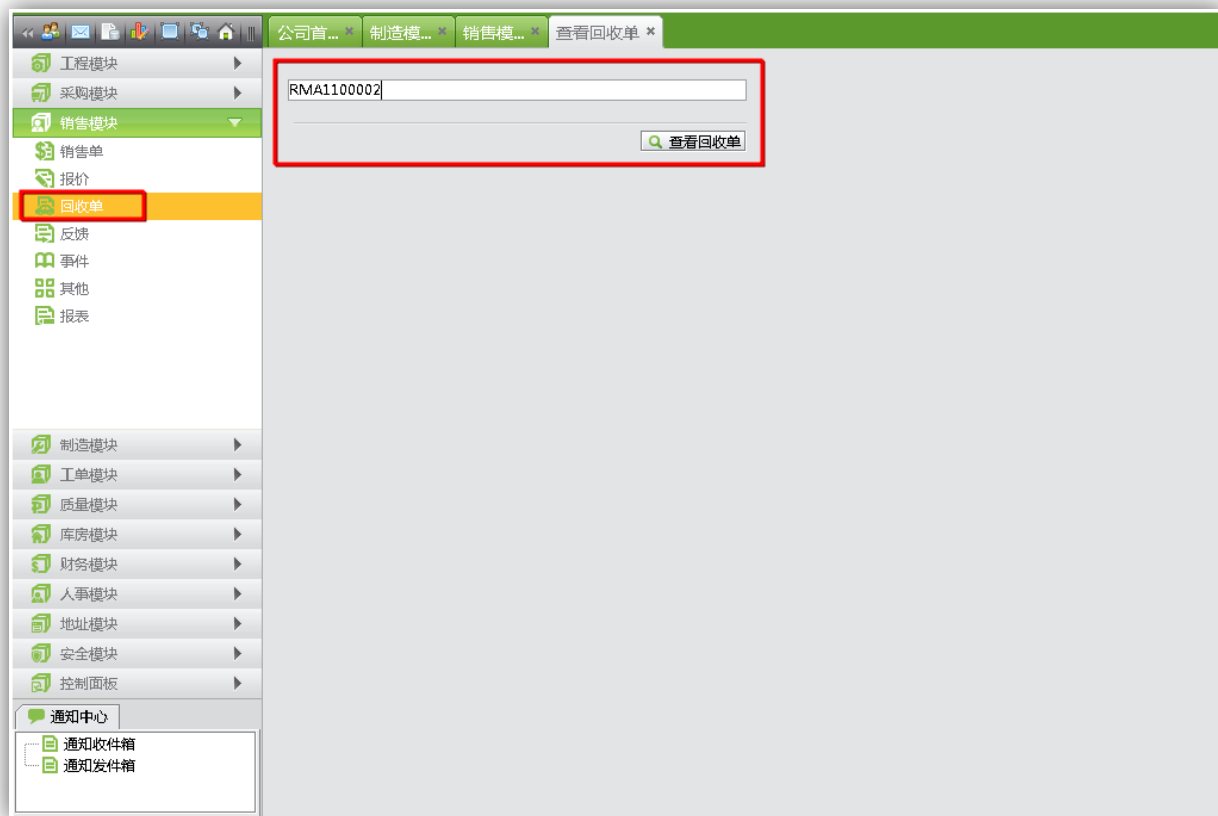 公司首...
制造模...
销售模...
查看回收单
工程模块
采购模块
销售模块
销售单
报价
回收单
反馈
事件
其他
报表
制造模块
工单模块
质量模块
库房模块
财务模块
人事模块
地址模块
安全模块
控制面板
通知中心
通知收件箱
通知发件箱
RMA1100002
查看回收单